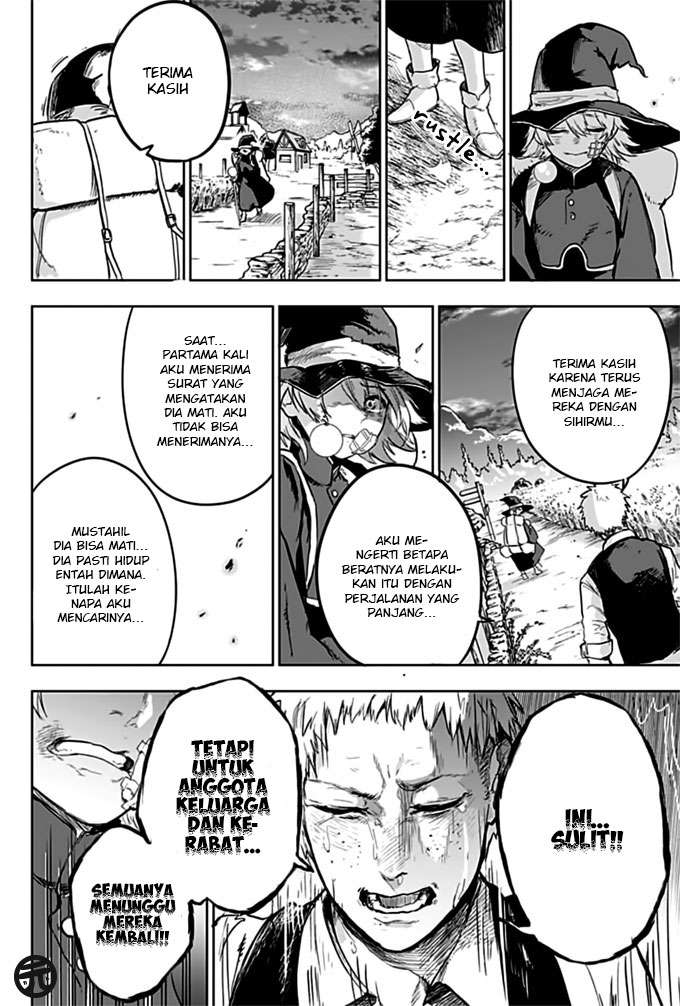 rustle...
TERIMA
KASIH
TERIMA KASIH
KARENA TERUS
MENJAGA ME-
REKA DENGAN
SIHIRMU...
AKU ME-
NGERTI BETAPA
BERATNYA MELAKU-
KAN ITU DENGAN
PERJALANAN YANG
PANJANG...
SAAT...
PARTAMA KALI
AKU MENERIMA
SURAT YANG
MENGATAKAN
DIA MATI. AKU
TIDAK BISA
MENERIMANYA...
MUSTAHIL
DIA BISA MATI...
DIA PASTI HIDUP
ENTAH DIMANA.
ITULAH KE-
NAPA AKU
MENCARINYA...
INI...
SULIT!!
TETAPI
UNTUK
ANGGOTA
KELUARGA
DAN KE-
RABAT...
SEMUANYA
MENUNGGU
MEREKA
KEMBALI!!
元